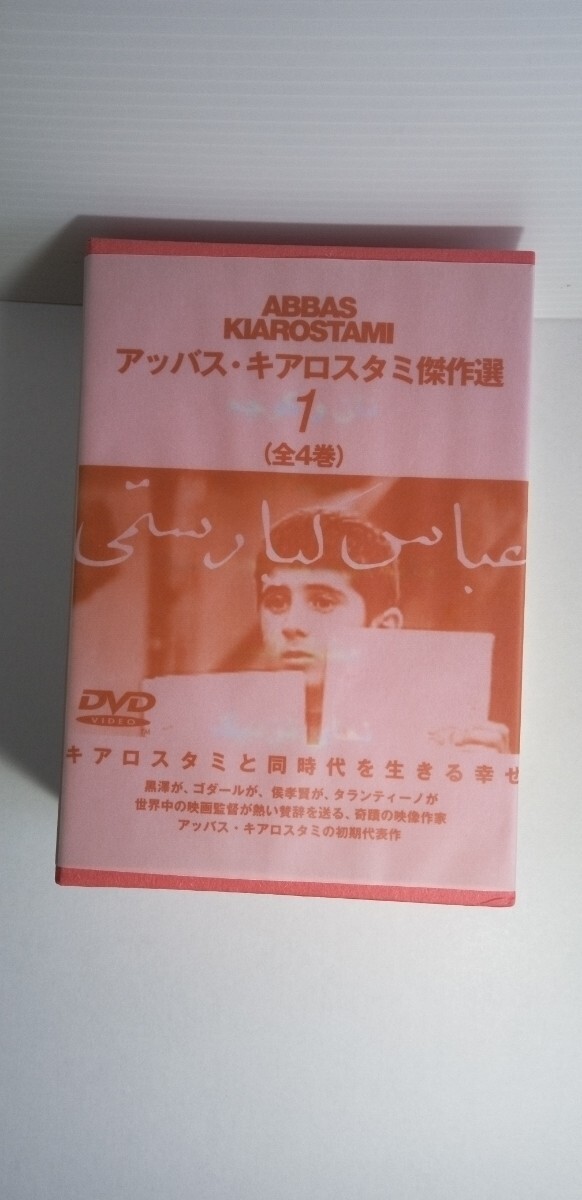 ABBAS
KIAROSTAMI
アッバス・キアロスタミ傑作選
1
(全4巻)
عباس کیارستمی
DVD
VIDEO
キアロスタミと同時代を生きる幸せ
黒澤が、ゴダールが、侯孝賢が、タランティーノが
世界中の映画監督が熱い賛辞を送る、奇蹟の映像作家
アッバス・キアロスタミの初期代表作